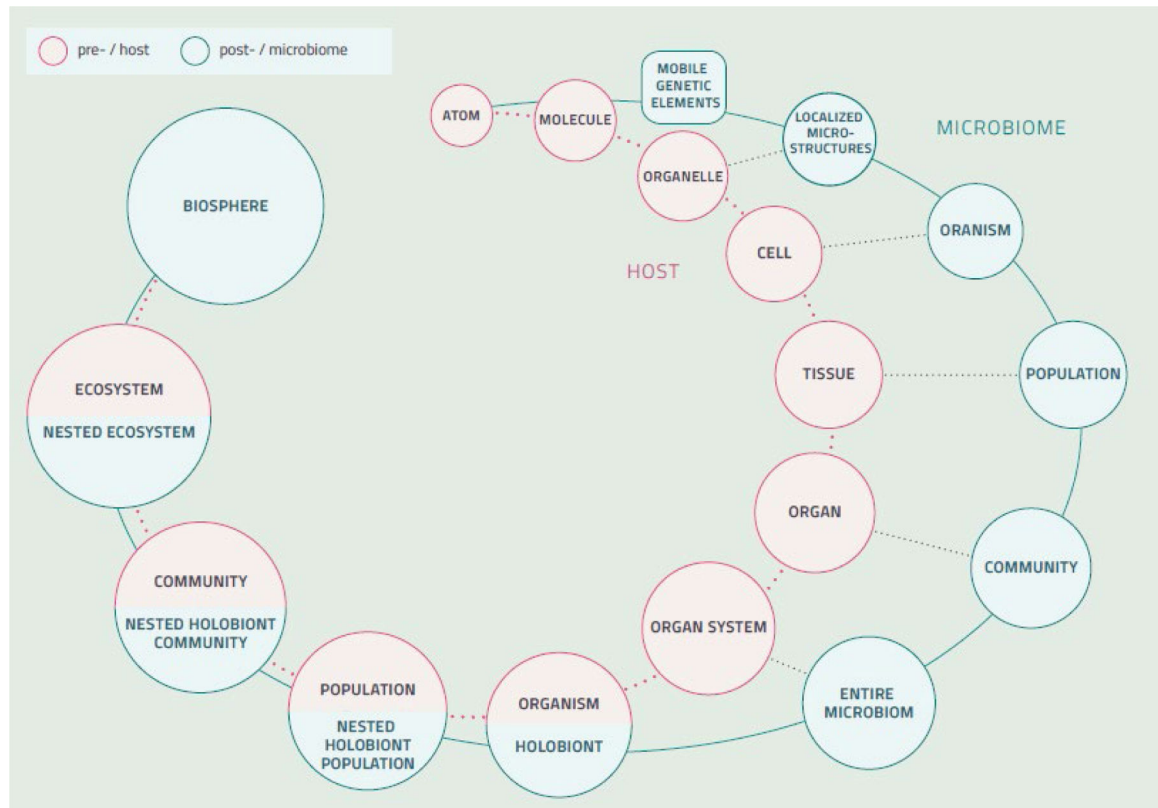 pre- / host
post- / microbiome
ATOM
MOLECULE
MOBILE
GENETIC
ELEMENTS
LOCALIZED
MICRO-
STRUCTURES
MICROBIOME
ORGANELLE
BIOSPHERE
CELL
ORANISM
HOST
TISSUE
POPULATION
ECOSYSTEM
NESTED ECOSYSTEM
ORGAN
COMMUNITY
COMMUNITY
NESTED HOLOBIONT
COMMUNITY
ORGAN SYSTEM
ENTIRE
MICROBIOM
POPULATION
NESTED
HOLOBIONT
POPULATION
ORGANISM
HOLOBIONT